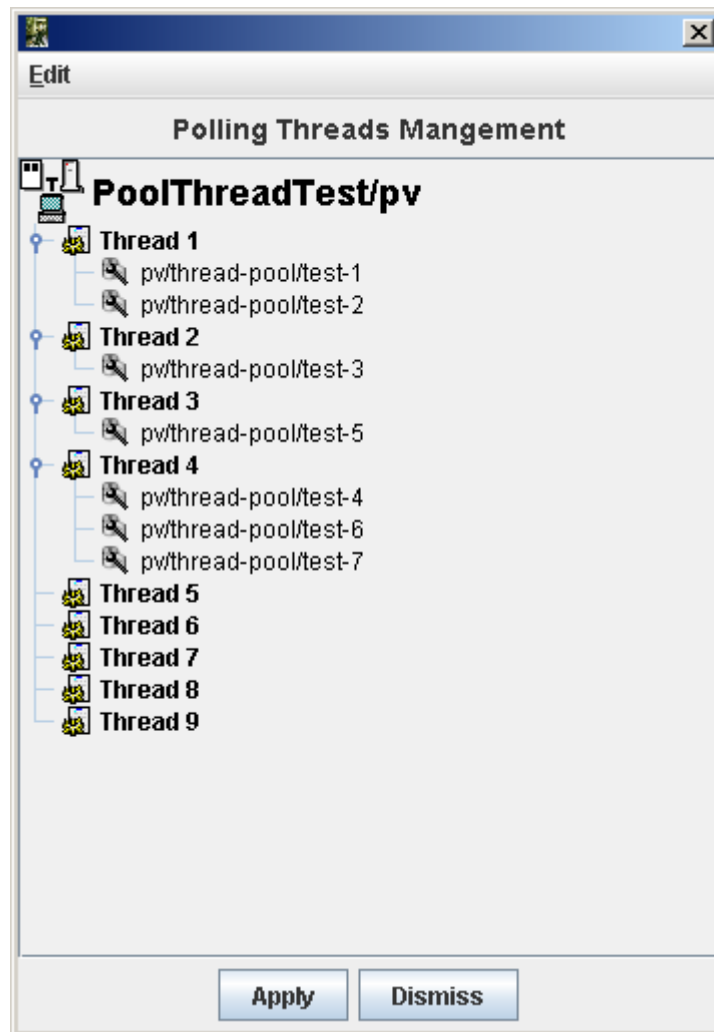 Edit
Polling Threads Mangement
PoolThreadTest/pv
Thread 1
pv/thread-pool/test-1
pv/thread-pool/test-2
Thread 2
pv/thread-pool/test-3
Thread 3
pv/thread-pool/test-5
Thread 4
pv/thread-pool/test-4
pv/thread-pool/test-6
pv/thread-pool/test-7
Thread 5
Thread 6
Thread 7
Thread 8
Thread 9
Apply Dismiss